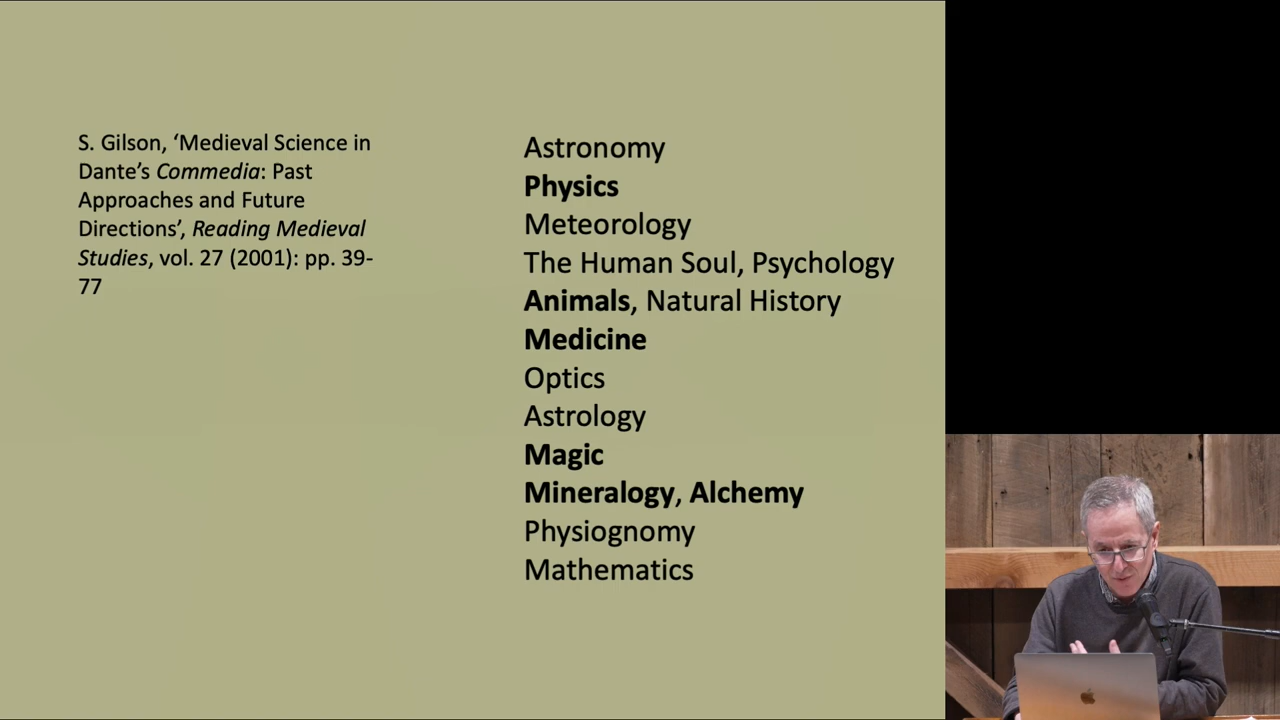 S. Gilson, ‘Medieval Science in
Dante’s Commedia: Past
Approaches and Future
Directions’, Reading Medieval
Studies, vol. 27 (2001): pp. 39-
77
Astronomy
Physics
Meteorology
The Human Soul, Psychology
Animals, Natural History
Medicine
Optics
Astrology
Magic
Mineralogy, Alchemy
Physiognomy
Mathematics